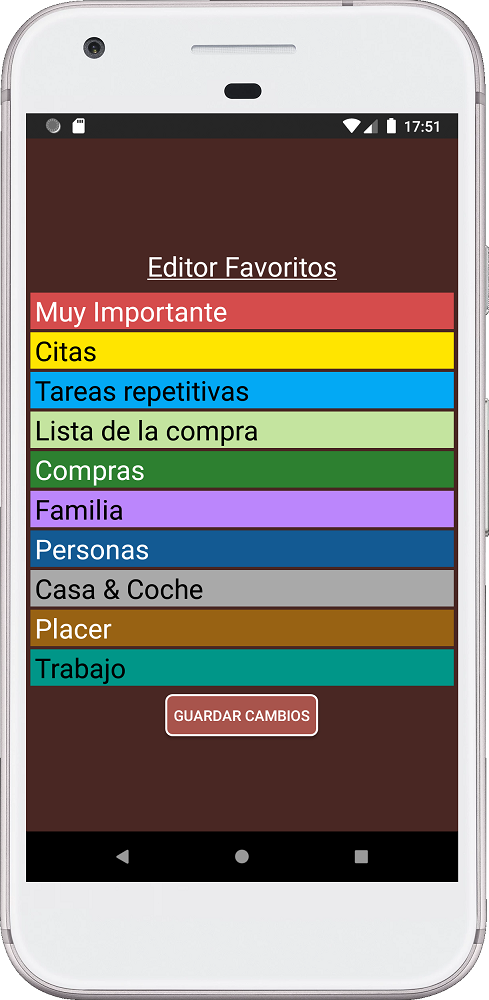 17:51
Editor Favoritos
Muy Importante
Citas
Tareas repetitivas
Lista de la compra
Compras
Familia
Personas
Casa & Coche
Placer
Trabajo
GUARDAR CAMBIOS